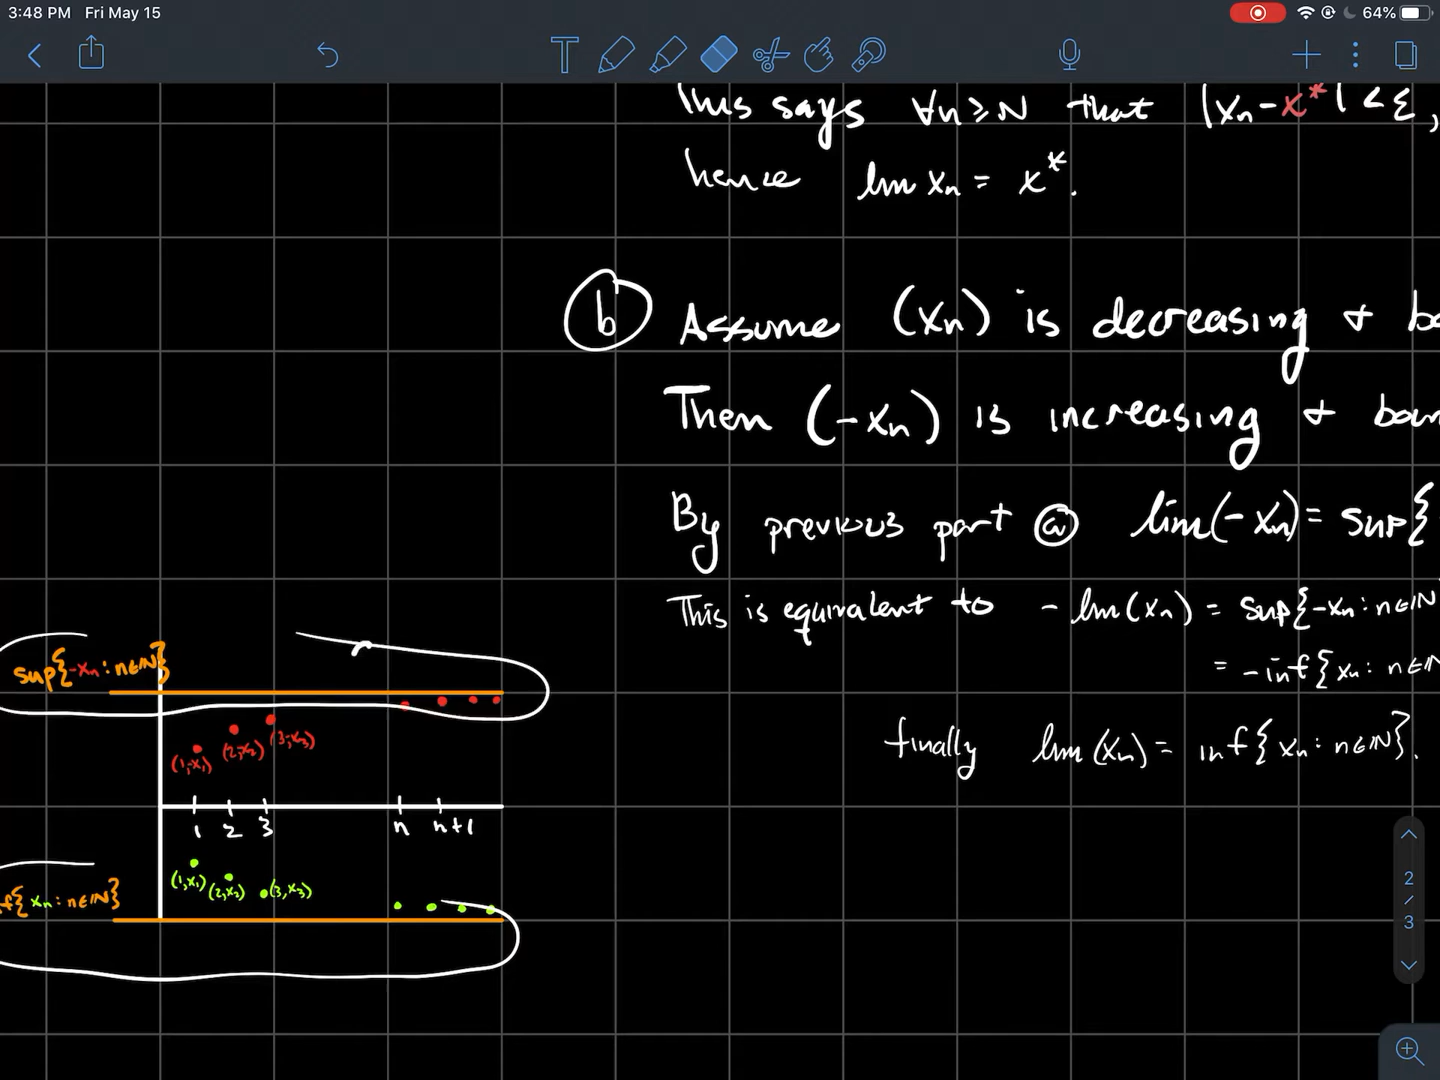 3:48 PM Fri May 15
64%
This says ∀n ≥ N that |xn - x*| < ε,
hence lim xn = x*.
b Assume (xn) is decreasing &
Then (-xn) is increasing &
By previous part (a) lim(-xn) = sup{
This is equivalent to - lim(xn) = sup{-xn : n∈ℕ
= -inf{xn : n∈ℕ
finally lim(xn) = inf{xn : n∈ℕ}.
sup{-xn : n∈ℕ}
(1,-x1) (2,-x2) (3,-x3)
1 2 3 n n+1
(1,x1) (2,x2) (3,x3)
f{xn : n∈ℕ}
2
/
3